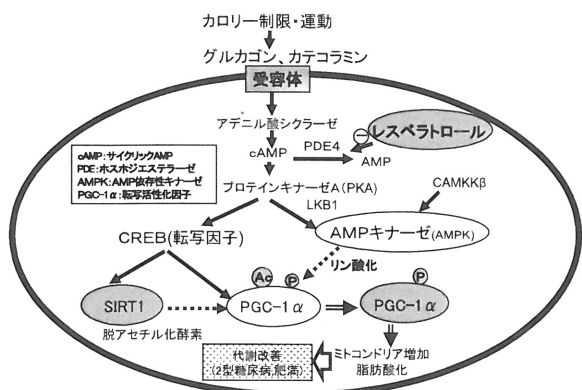 カロリー制限・運動
グルカゴン、カテコラミン
受容体
アデニル酸シクラーゼ
レスベラトロール
−
cAMP
PDE4
AMP
cAMP:サイクリックAMP
PDE:ホスホジエステラーゼ
AMPK:AMP依存性キナーゼ
PGC-1α:転写活性化因子
プロテインキナーゼA(PKA)
CAMKKβ
LKB1
CREB(転写因子)
AMPキナーゼ(AMPK)
リン酸化
Ac
P
P
SIRT1
PGC-1α
PGC-1α
脱アセチル化酵素
代謝改善
(2型糖尿病,肥満)
ミトコンドリア増加
脂肪酸化